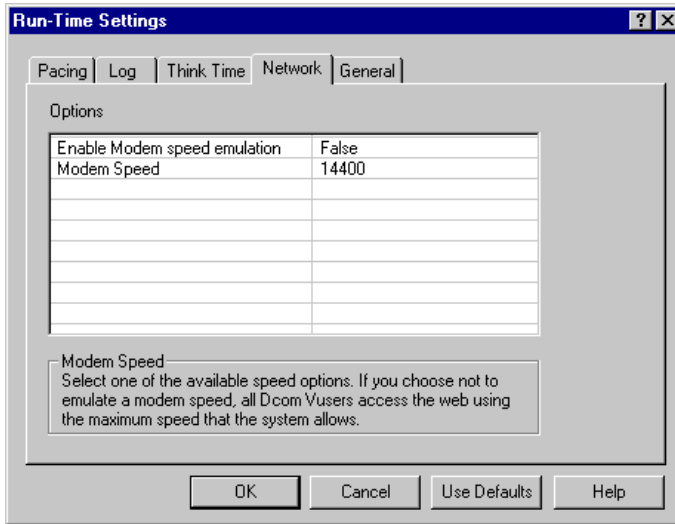 Run-Time Settings
Pacing Log Think Time Network General
Options
Enable Modem speed emulation False
Modem Speed 14400
Modem Speed
Select one of the available speed options. If you choose not to
emulate a modem speed, all Dcom Vusers access the web using
the maximum speed that the system allows.
OK Cancel Use Defaults Help